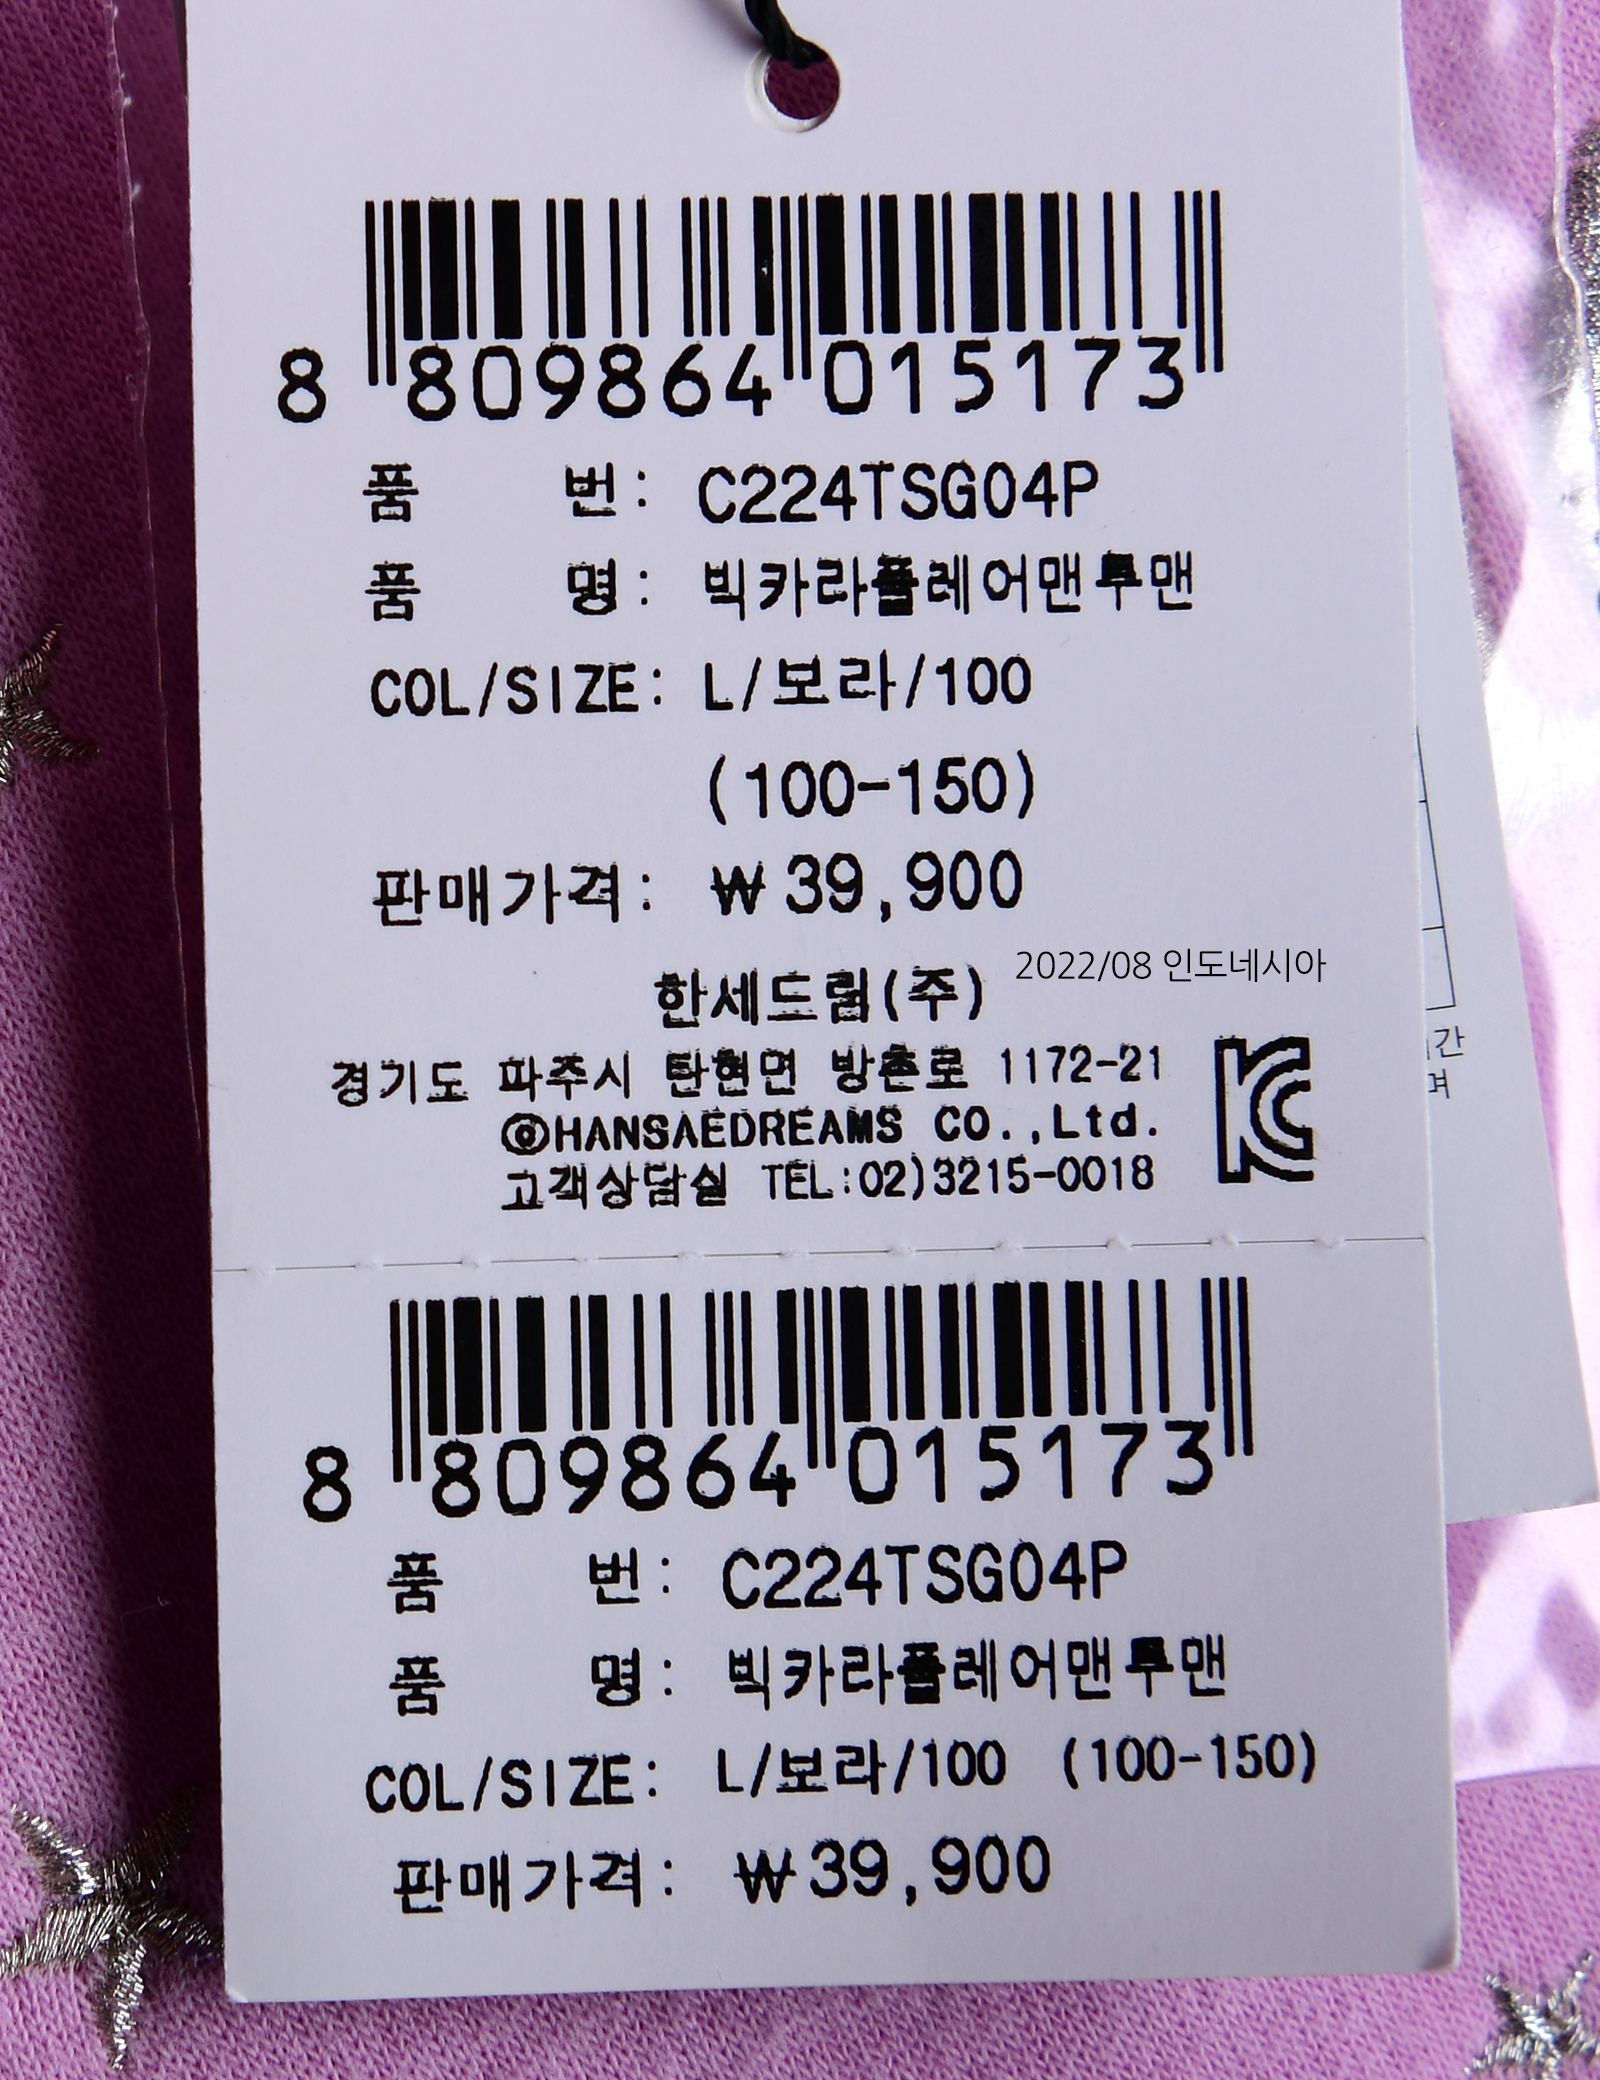 8 809864 015173
품 번: C224TSG04P
품 명: 빅카라플레어맨투맨
COL/SIZE: L/보라/100
(100-150)
판매가격: ₩39,900
2022/08 인도네시아
한세드림(주)
경기도 파주시 탄현면 방촌로 1172-21
ⓒHANSAEDREAMS CO.,Ltd.
고객상담실 TEL:02)3215-0018
8 809864 015173
품 번: C224TSG04P
품 명: 빅카라플레어맨투맨
COL/SIZE: L/보라/100 (100-150)
판매가격: ₩39,900
간
며